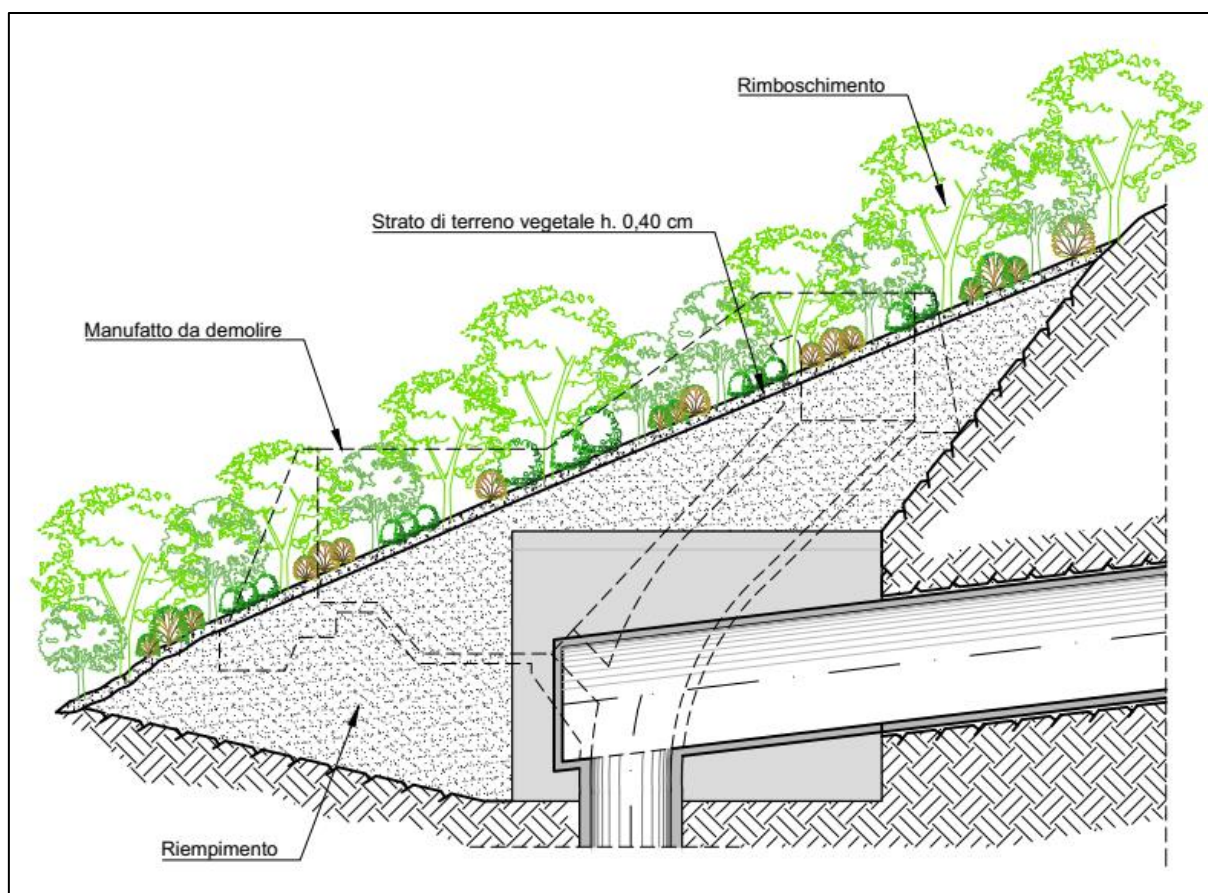 Rimboschimento
Strato di terreno vegetale h. 0,40 cm
Manufatto da demolire
Riempimento